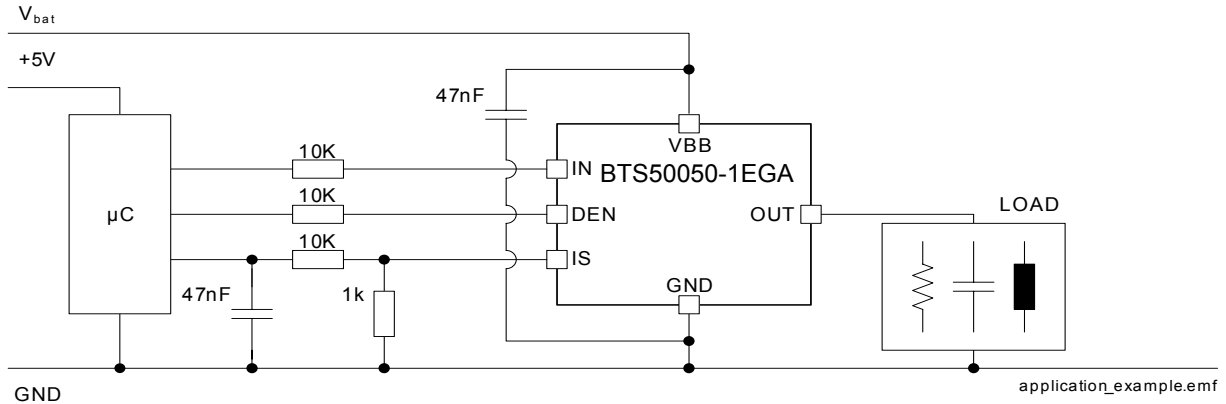 Vbat
+5V
47nF
VBB
10K
IN
BTS50050-1EGA
µC
10K
DEN
OUT
LOAD
10K
IS
47nF
1k
GND
GND
application_example.emf